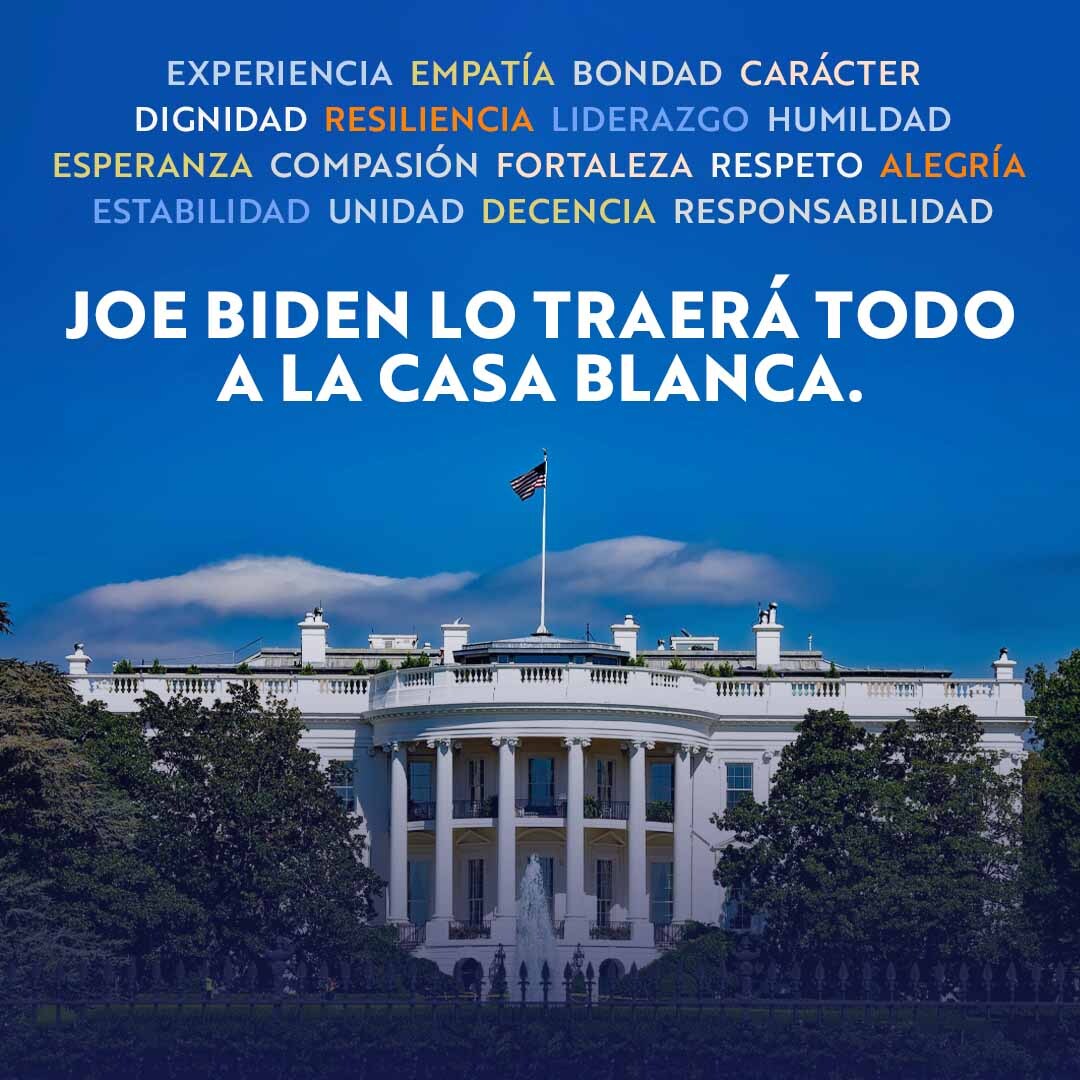 EXPERIENCIA EMPATÍA BONDAD CARÁCTER
DIGNIDAD RESILIENCIA LIDERAZGO HUMILDAD
ESPERANZA COMPASIÓN FORTALEZA RESPETO ALEGRÍA
ESTABILIDAD UNIDAD DECENCIA RESPONSABILIDAD
JOE BIDEN LO TRAERÁ TODO
A LA CASA BLANCA.